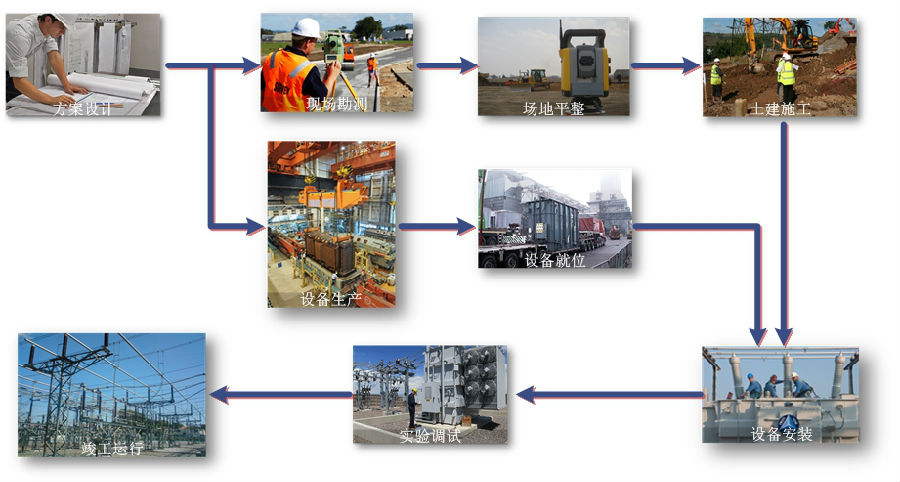 方案设计
现场勘测
场地平整
土建施工
设备生产
设备就位
竣工运行
实验调试
设备安装